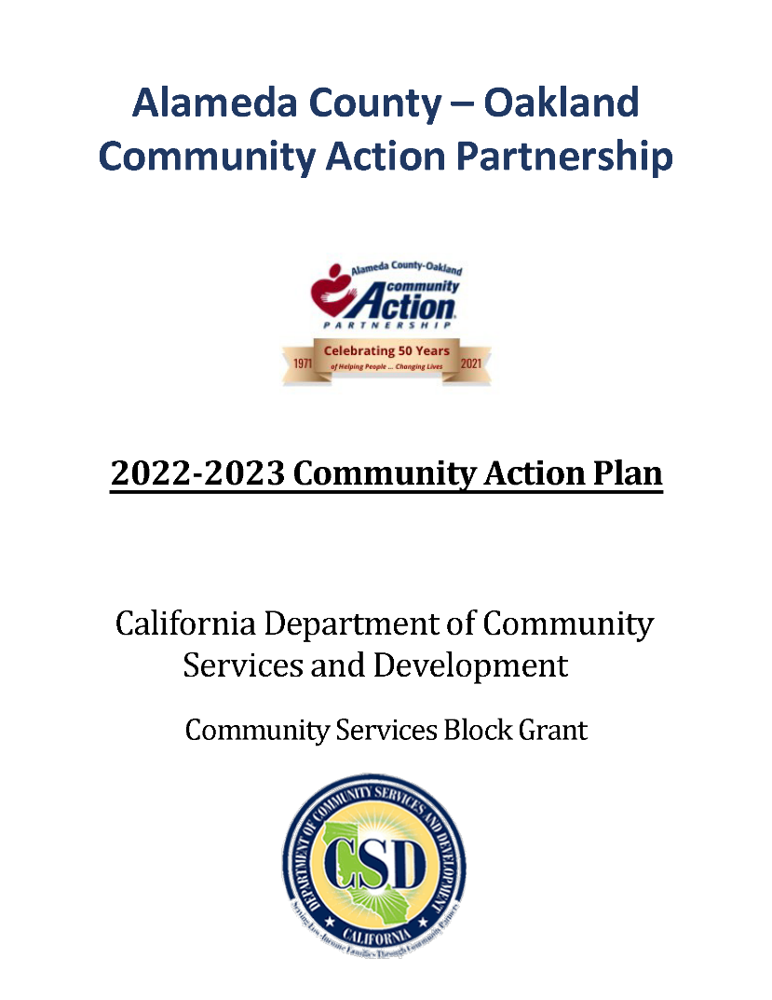 Alameda County – Oakland
Community Action Partnership
Alameda County-Oakland
community
Action
PARTNERSHIP
Celebrating 50 Years
1971
of Helping People ... Changing Lives
2021
2022-2023 Community Action Plan
California Department of Community
Services and Development
Community Services Block Grant
DEPARTMENT OF COMMUNITY SERVICES AND DEVELOPMENT
CSD
CALIFORNIA
Serving Low-Income Families Through Community Partners